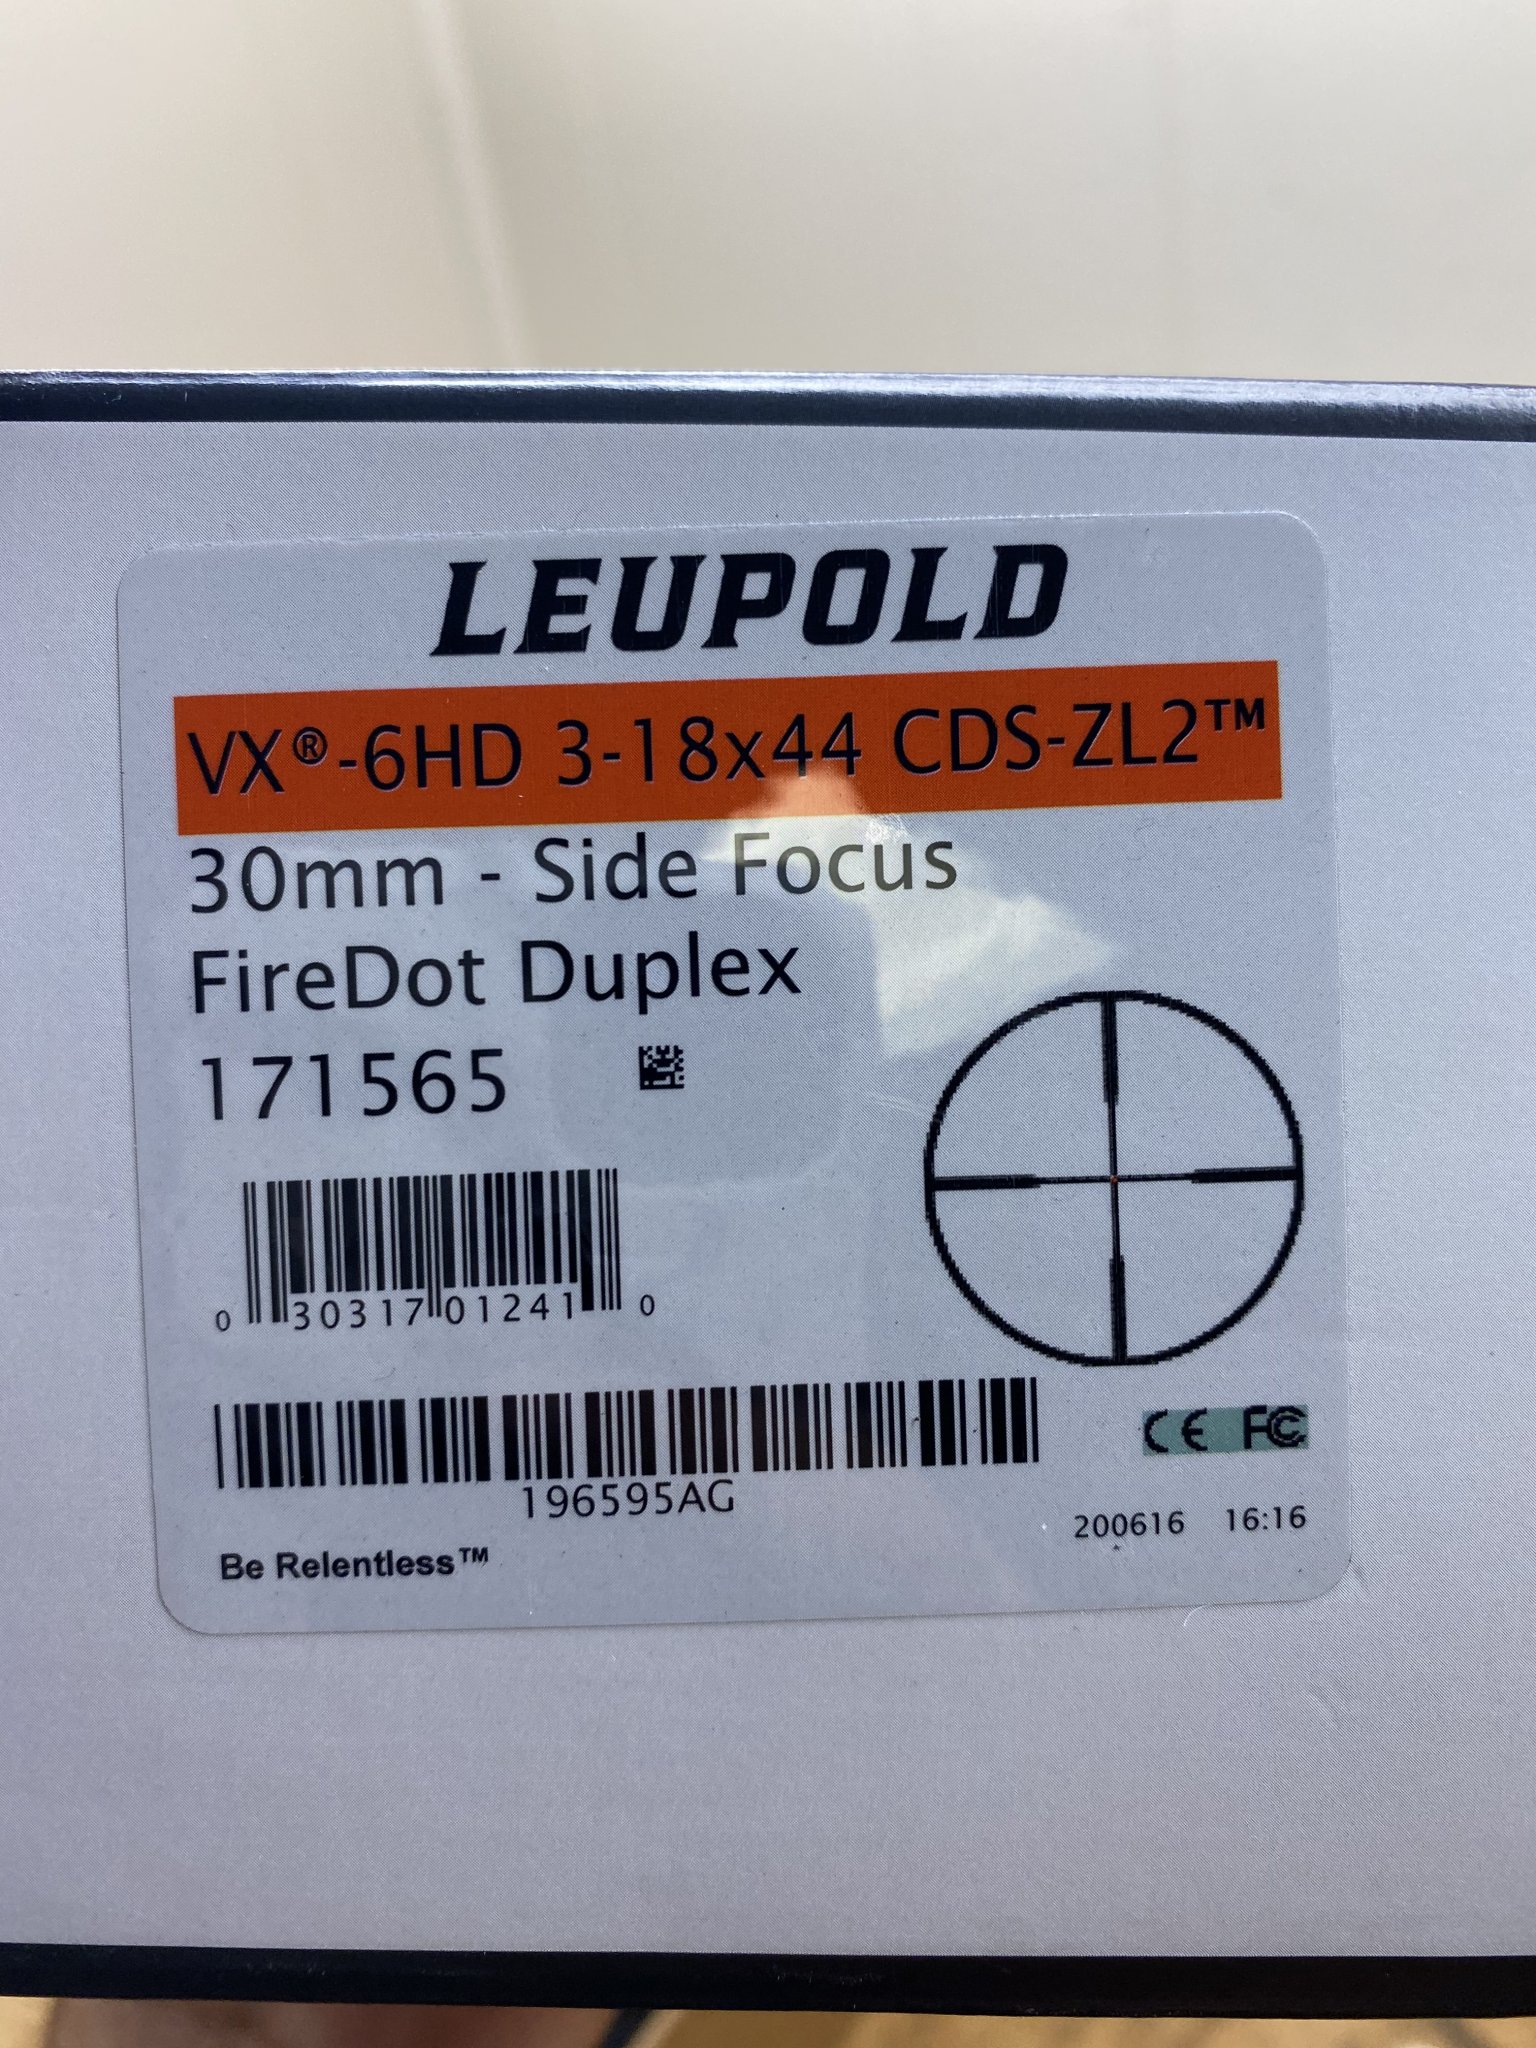 LEUPOLD
VX®-6HD 3-18x44 CDS-ZL2™
30mm - Side Focus
FireDot Duplex
171565
0 30317 01241 0
196595AG
CE FC
200616 16:16
Be Relentless™